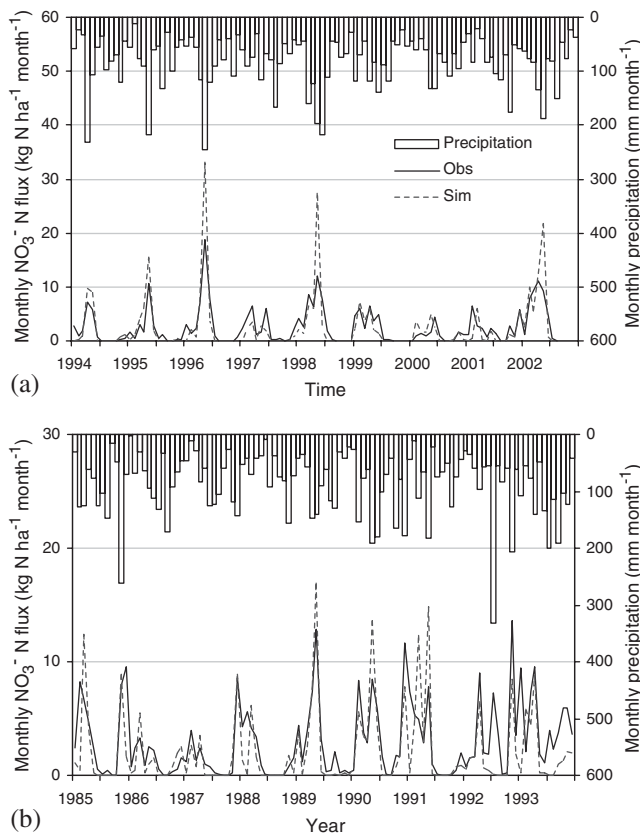 60
50
40
30
20
10
0
Monthly NO₃⁻ N flux (kg N ha⁻¹ month⁻¹)
0
100
200
300
400
500
600
Monthly precipitation (mm month⁻¹)
Precipitation
Obs
Sim
1994 1995 1996 1997 1998 1999 2000 2001 2002
(a)
Time
30
20
10
0
Monthly NO₃⁻ N flux (kg N ha⁻¹ month⁻¹)
0
100
200
300
400
500
600
Monthly precipitation (mm month⁻¹)
1985 1986 1987 1988 1989 1990 1991 1992 1993
(b)
Year